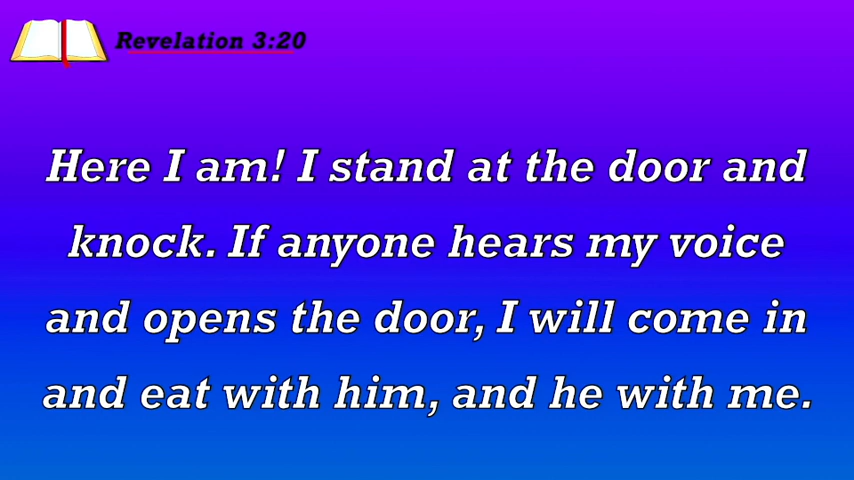 Revelation 3:20
Here I am! I stand at the door and
knock. If anyone hears my voice
and opens the door, I will come in
and eat with him, and he with me.